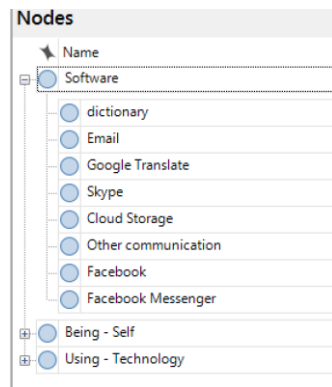 Nodes
Name
Software
dictionary
Email
Google Translate
Skype
Cloud Storage
Other communication
Facebook
Facebook Messenger
Being - Self
Using - Technology